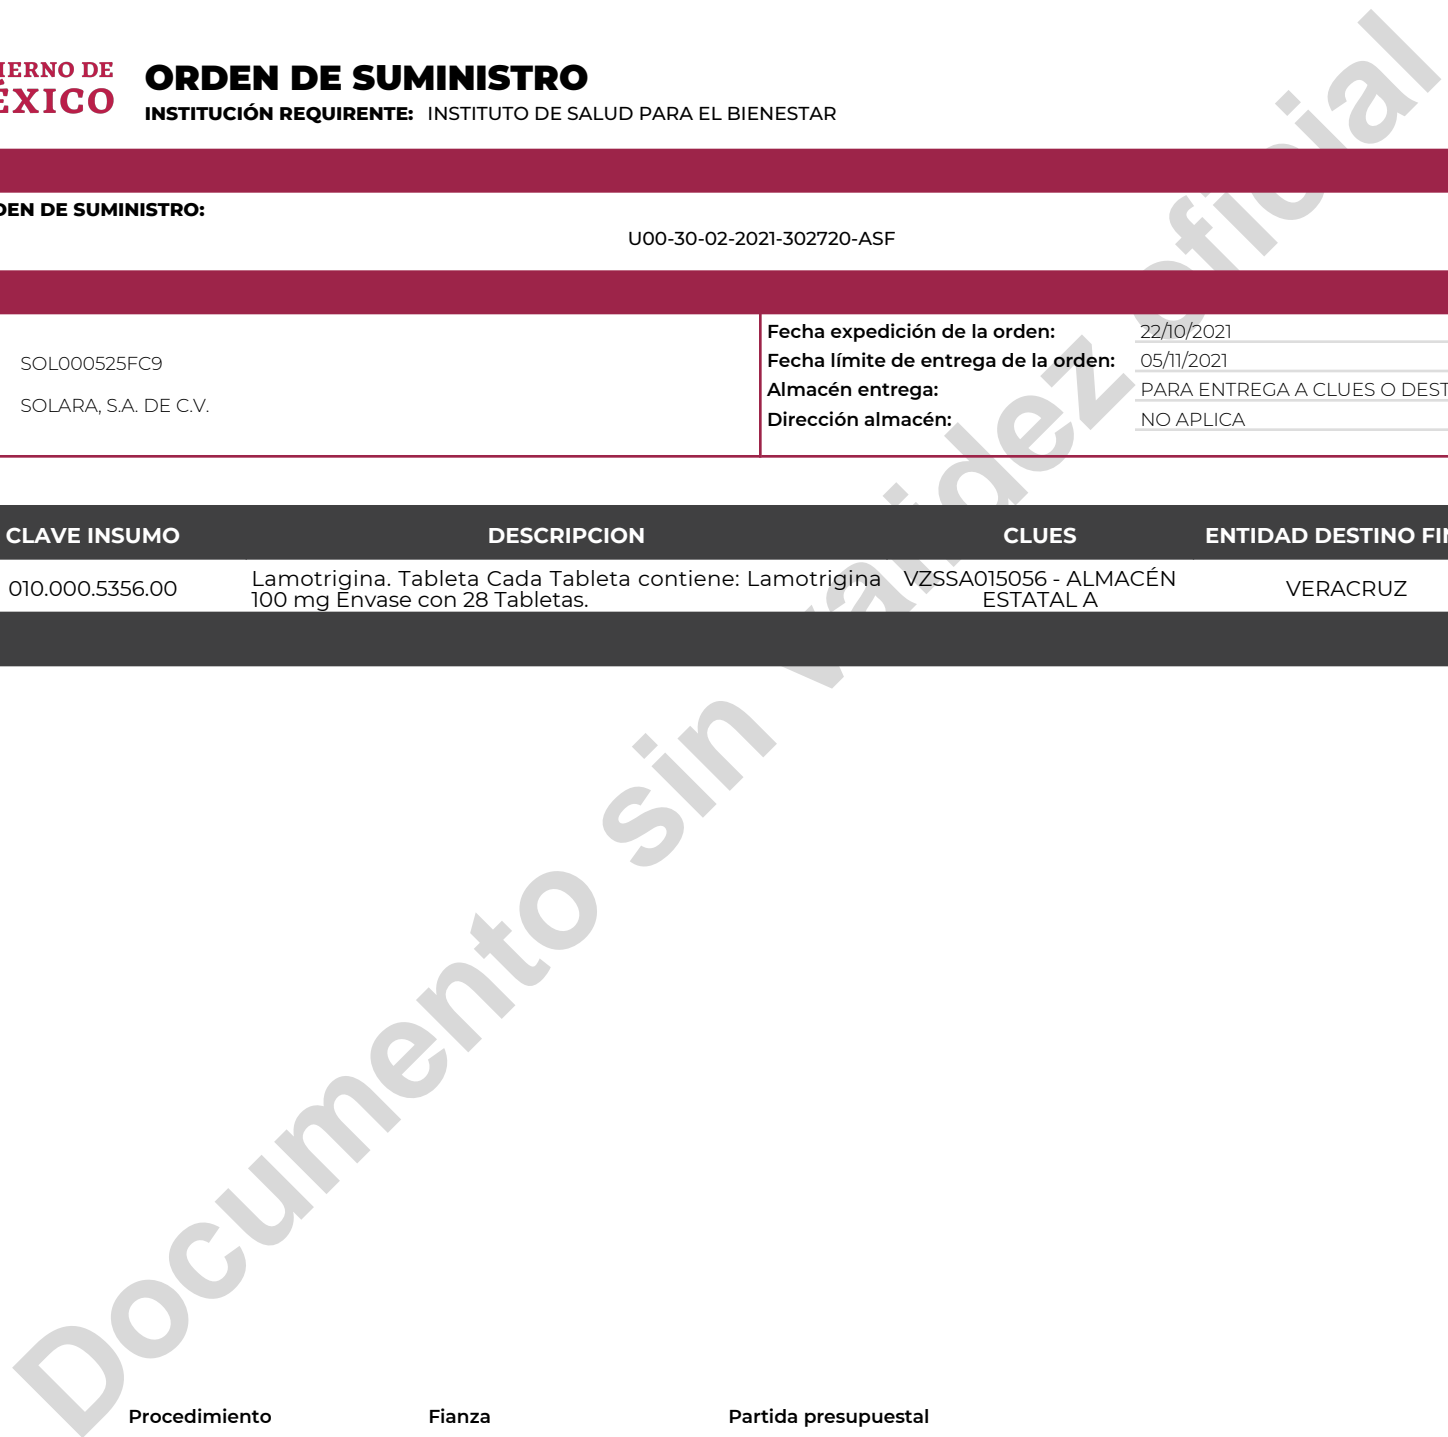 IERNO DE
ÉXICO
ORDEN DE SUMINISTRO
INSTITUCIÓN REQUIRENTE: INSTITUTO DE SALUD PARA EL BIENESTAR
DEN DE SUMINISTRO:
U00-30-02-2021-302720-ASF
SOL000525FC9
SOLARA, S.A. DE C.V.
Fecha expedición de la orden: 22/10/2021
Fecha límite de entrega de la orden: 05/11/2021
Almacén entrega: PARA ENTREGA A CLUES O DEST
Dirección almacén: NO APLICA
CLAVE INSUMO DESCRIPCION CLUES ENTIDAD DESTINO FIN
010.000.5356.00 Lamotrigina. Tableta Cada Tableta contiene: Lamotrigina 100 mg Envase con 28 Tabletas. VZSSA015056 - ALMACÉN ESTATAL A VERACRUZ
Documento sin validez oficial
Procedimiento Fianza Partida presupuestal